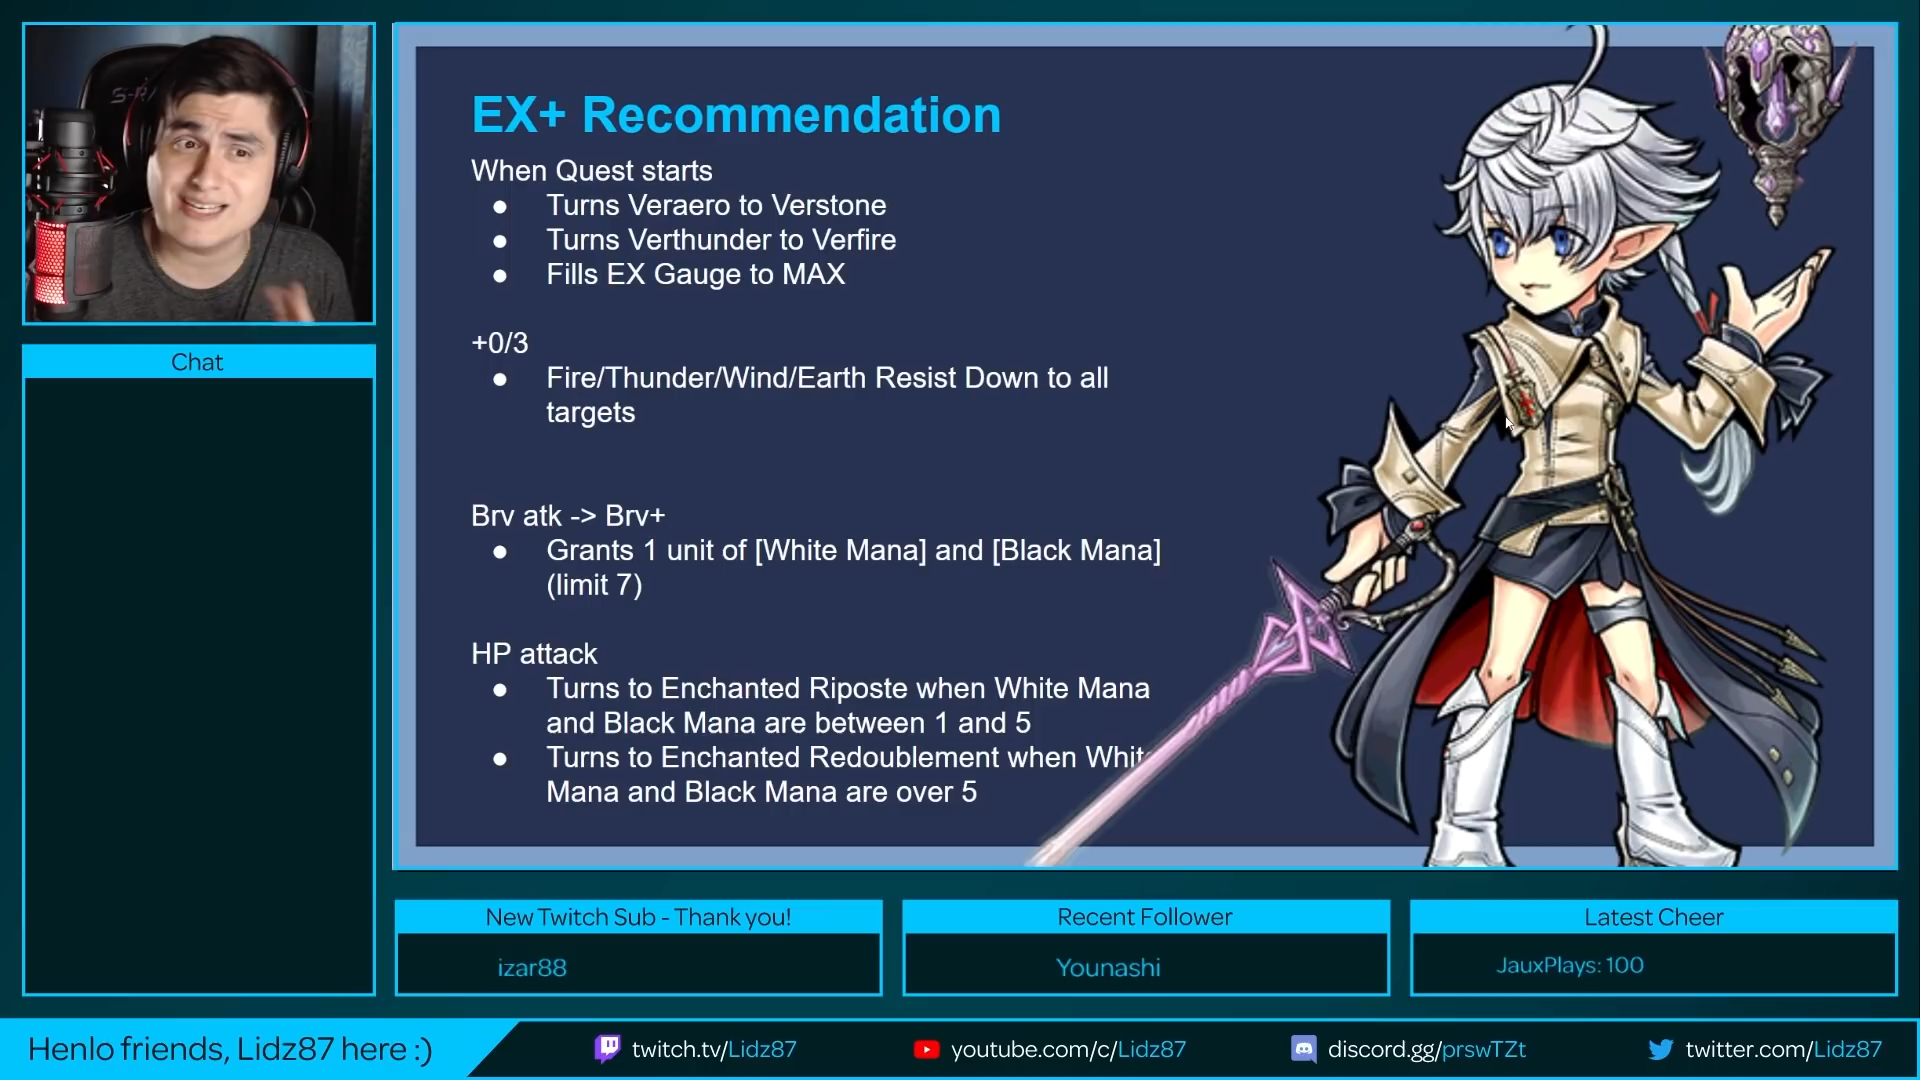 EX+ Recommendation
When Quest starts
● Turns Veraero to Verstone
● Turns Verthunder to Verfire
● Fills EX Gauge to MAX
+0/3
● Fire/Thunder/Wind/Earth Resist Down to all
targets
Brv atk -> Brv+
● Grants 1 unit of [White Mana] and [Black Mana]
(limit 7)
HP attack
● Turns to Enchanted Riposte when White Mana
and Black Mana are between 1 and 5
● Turns to Enchanted Redoublement when Whit
Mana and Black Mana are over 5
Chat
New Twitch Sub - Thank you!
izar88
Recent Follower
Younashi
Latest Cheer
JauxPlays: 100
Henlo friends, Lidz87 here :)
twitch.tv/Lidz87
youtube.com/c/Lidz87
discord.gg/prswTZt
twitter.com/Lidz87